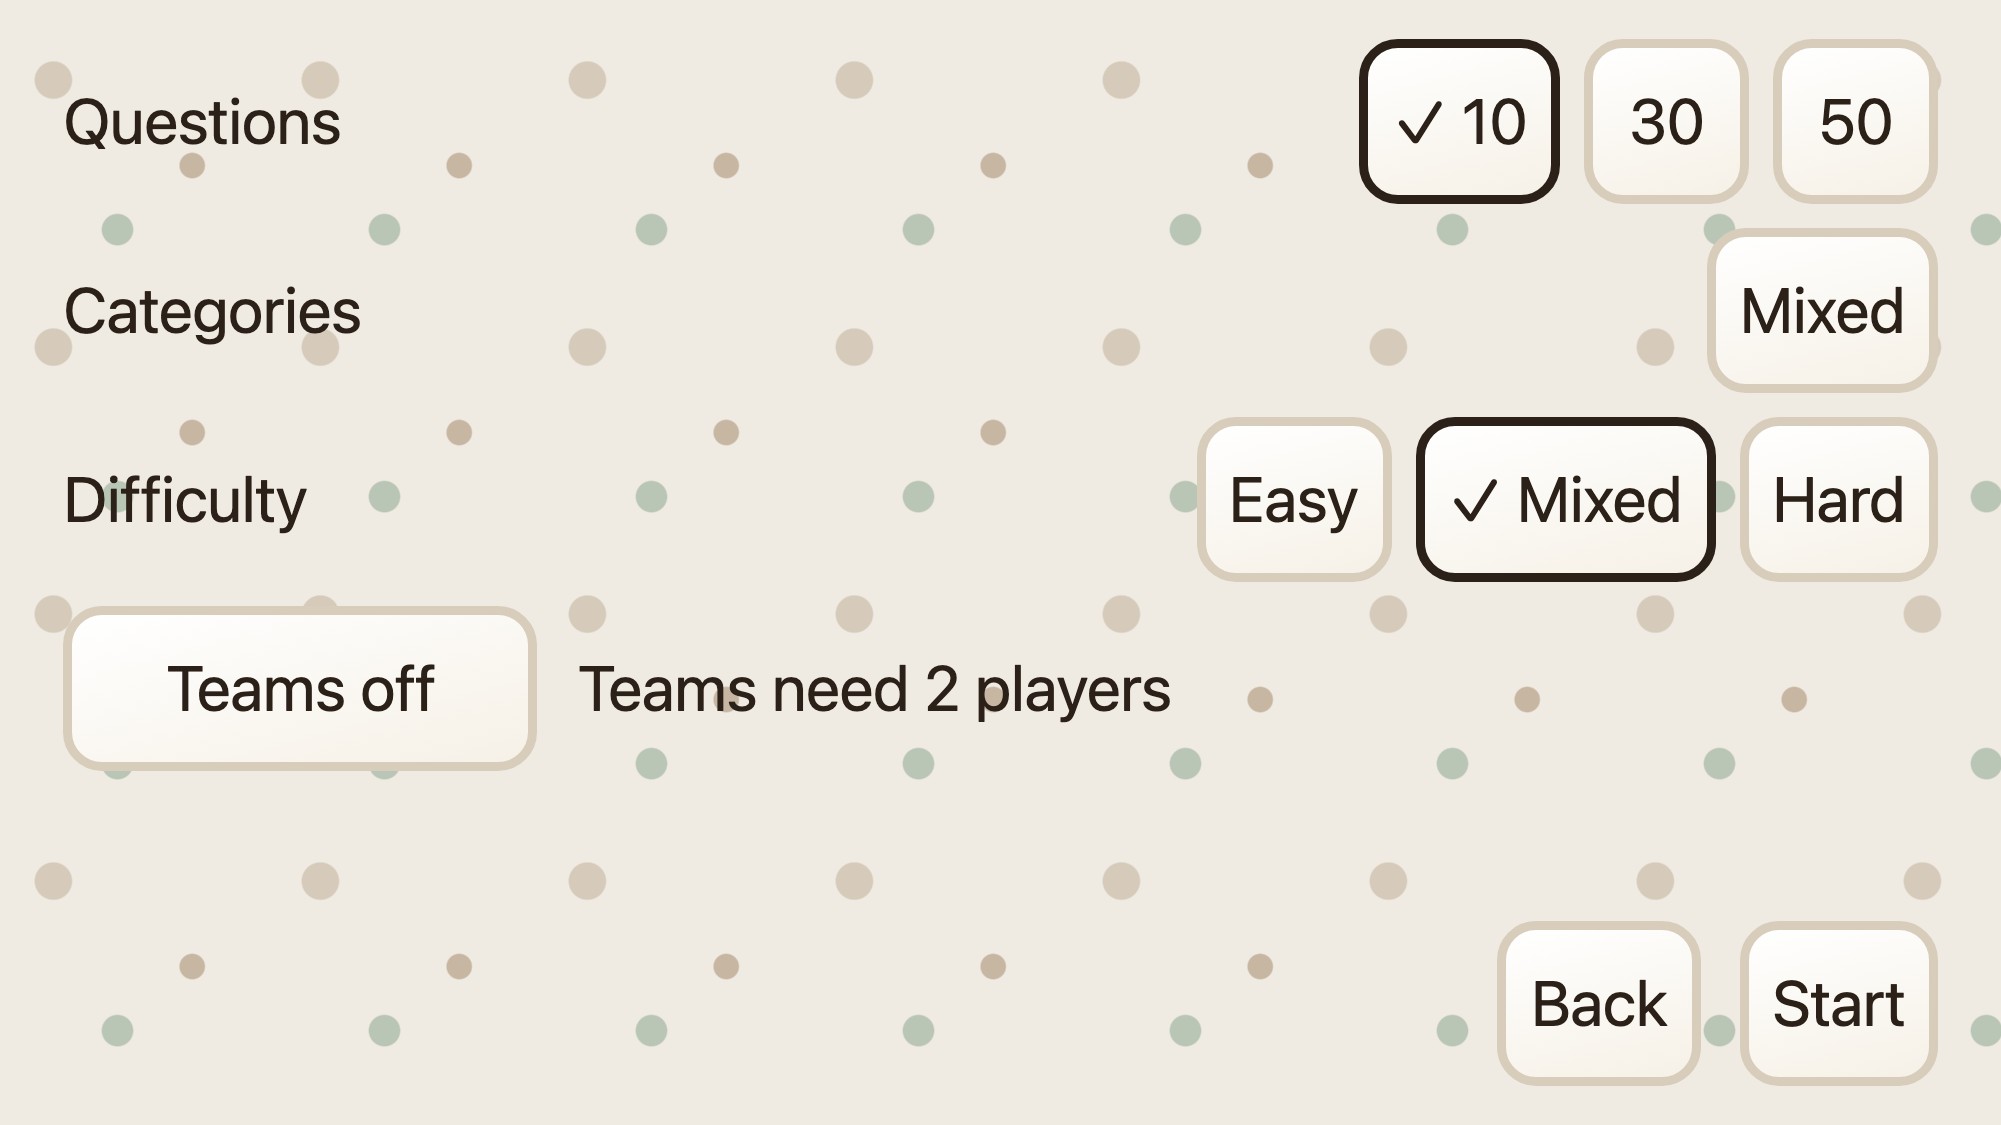 Questions ✓ 10 30 50
Categories Mixed
Difficulty Easy ✓ Mixed Hard
Teams off Teams need 2 players
Back Start